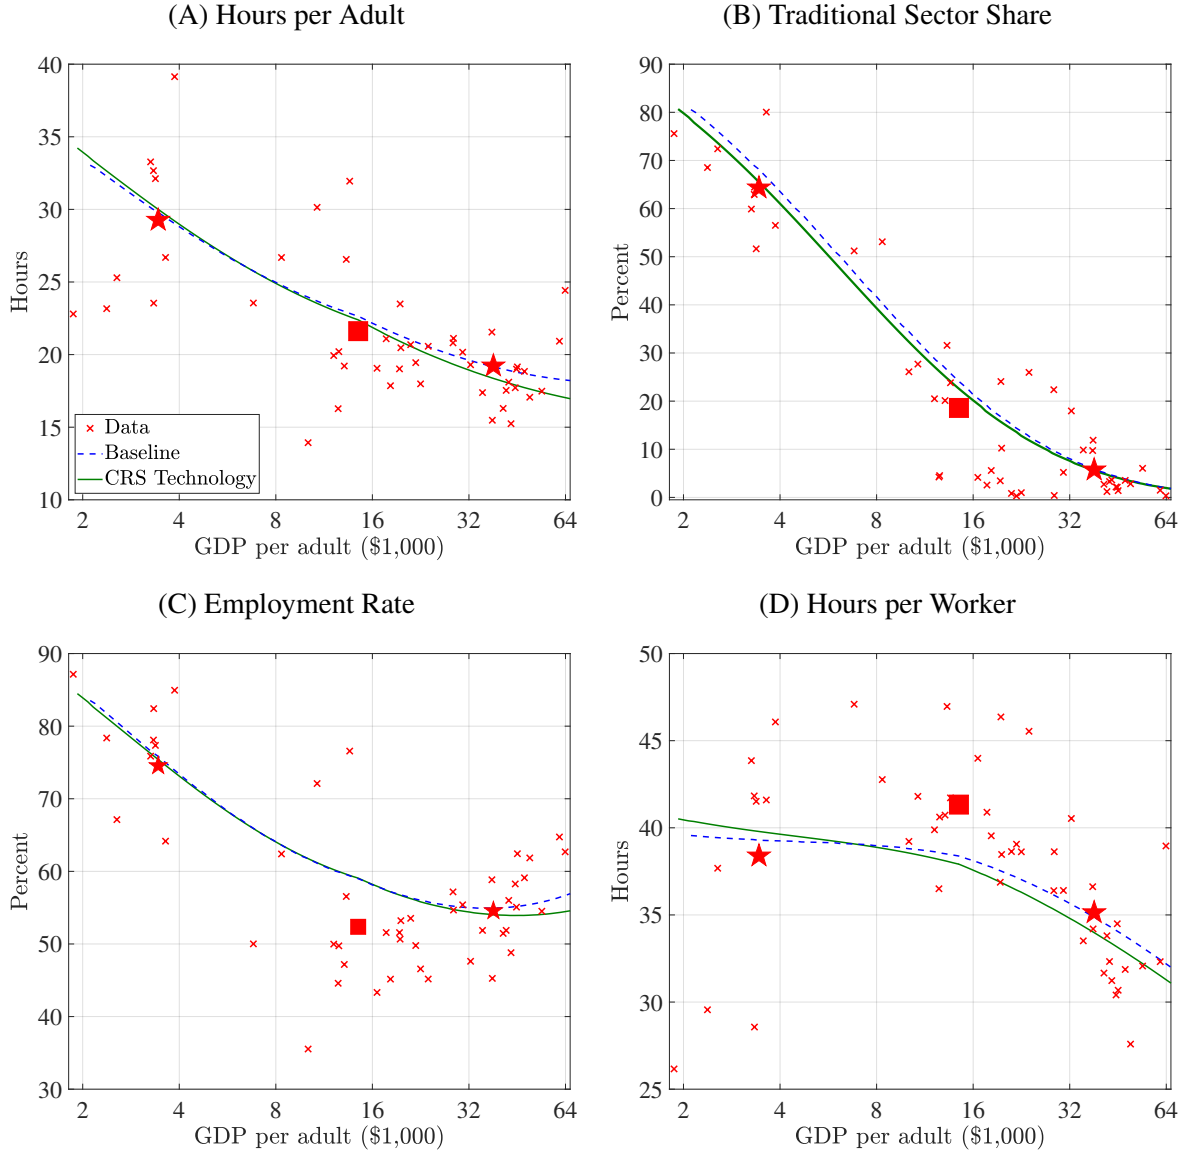 (A) Hours per Adult
40
35
30
25
20
15
10
Hours
Data
Baseline
CRS Technology
2 4 8 16 32 64
GDP per adult ($1,000)
(B) Traditional Sector Share
90
80
70
60
50
40
30
20
10
0
Percent
2 4 8 16 32 64
GDP per adult ($1,000)
(C) Employment Rate
90
80
70
60
50
40
30
Percent
2 4 8 16 32 64
GDP per adult ($1,000)
(D) Hours per Worker
50
45
40
35
30
25
Hours
2 4 8 16 32 64
GDP per adult ($1,000)